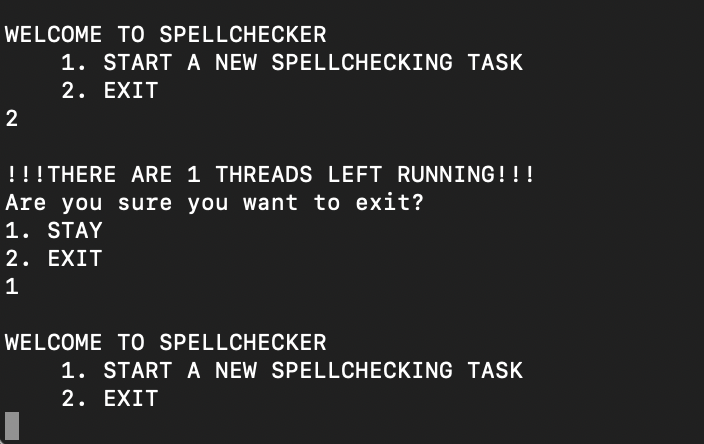 WELCOME TO SPELLCHECKER
1. START A NEW SPELLCHECKING TASK
2. EXIT
2
!!!THERE ARE 1 THREADS LEFT RUNNING!!!
Are you sure you want to exit?
1. STAY
2. EXIT
1
WELCOME TO SPELLCHECKER
1. START A NEW SPELLCHECKING TASK
2. EXIT